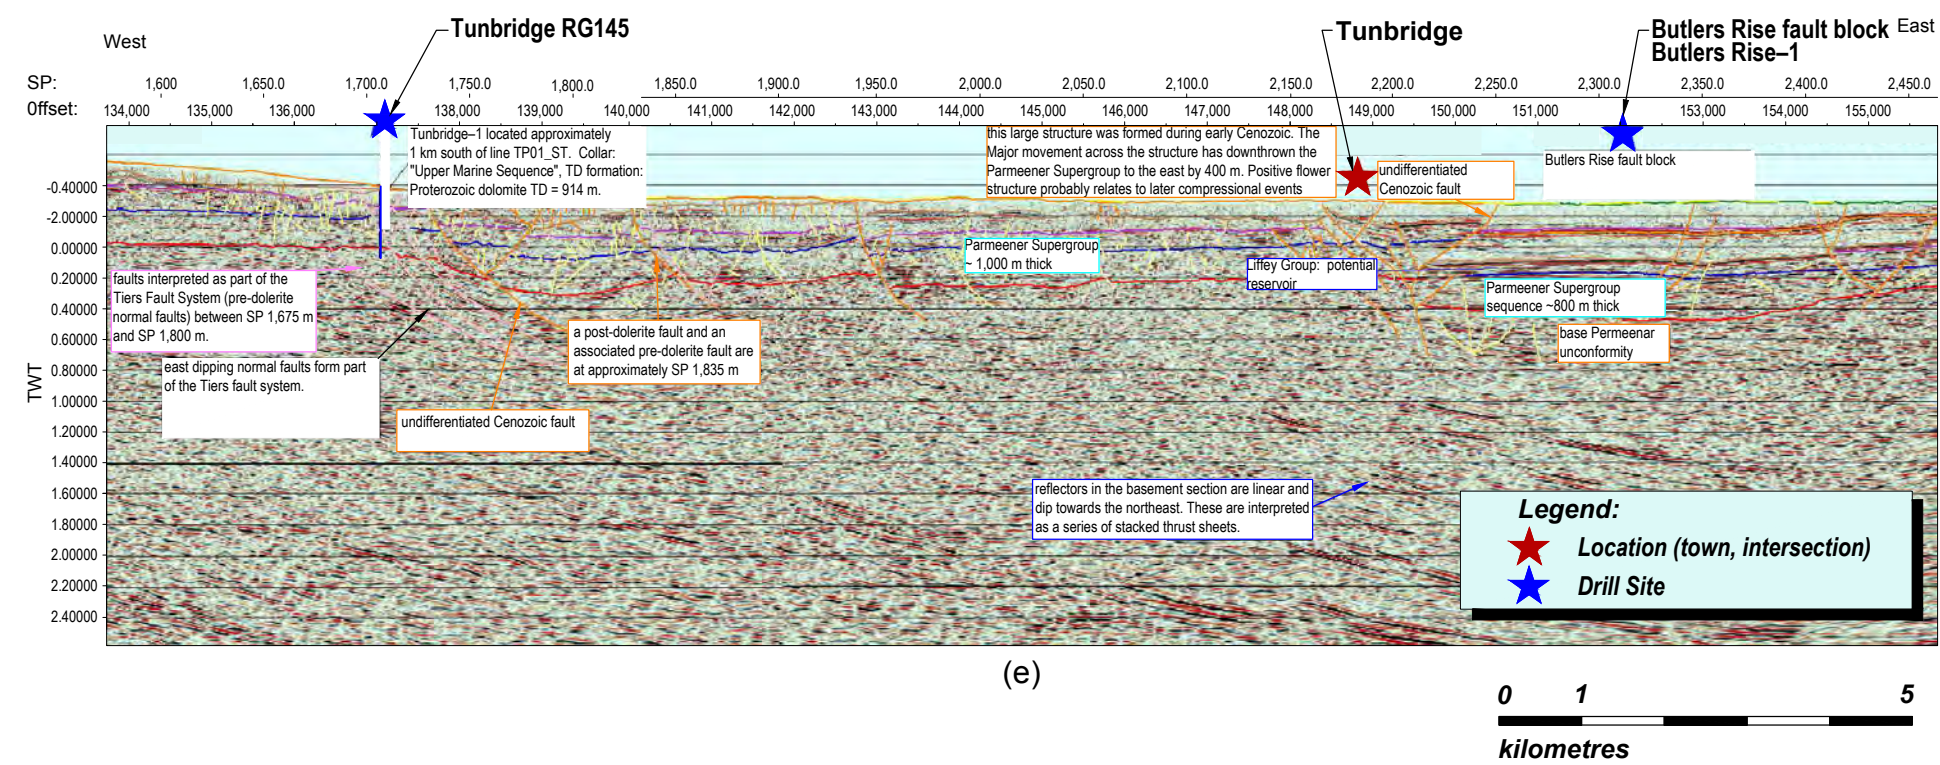 West
Tunbridge RG145
Tunbridge
Butlers Rise fault block
Butlers Rise–1
East
SP:
1,600 1,650.0 1,7100 1,750.0 1,800.0 1,850.0 1,900.0 1,950.0 2,000.0 2,050.0 2,100.0 2,150.0 2,200.0 2,250.0 2,3100 2,350.0 2,400.0 2,450.0
Offset:
134,000 135,000 136,000 138,000 139,000 140,000 141,000 142,000 143,000 144,000 145,000 146,000 147,000 148,000 149,000 150,000 151,000 153,000 154,000 155,000
Tunbridge–1 located approximately
1 km south of line TP01_ST. Collar:
"Upper Marine Sequence", TD formation:
Proterozoic dolomite TD = 914 m.
this large structure was formed during early Cenozoic. The
Major movement across the structure has downthrown the
Parmeener Supergroup to the east by 400 m. Positive flower
structure probably relates to later compressional events
undifferentiated
Cenozoic fault
Butlers Rise fault block
TWT
-0.40000
-2.00000
0.00000
0.20000
0.40000
0.60000
0.80000
1.00000
1.20000
1.40000
1.60000
1.80000
2.00000
2.20000
2.40000
Parmeener Supergroup
~ 1,000 m thick
Liffey Group: potential
reservoir
Parmeener Supergroup
sequence ~800 m thick
base Permeenar
unconformity
faults interpreted as part of the
Tiers Fault System (pre-dolerite
normal faults) between SP 1,675 m
and SP 1,800 m.
a post-dolerite fault and an
associated pre-dolerite fault are
at approximately SP 1,835 m
east dipping normal faults form part
of the Tiers fault system.
undifferentiated Cenozoic fault
reflectors in the basement section are linear and
dip towards the northeast. These are interpreted
as a series of stacked thrust sheets.
Legend:
Location (town, intersection)
Drill Site
(e)
0 1 5
kilometres